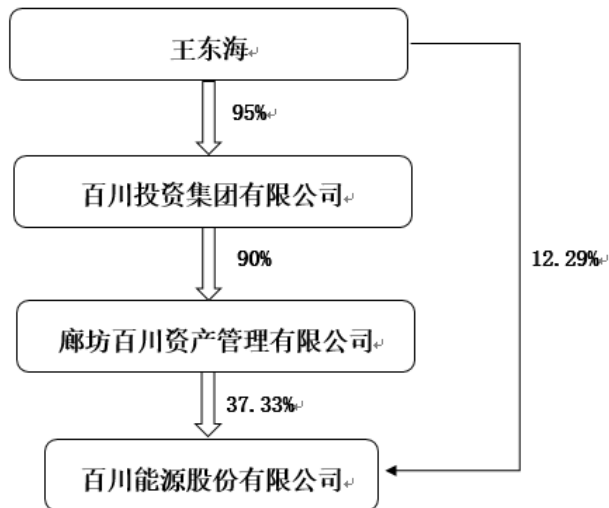 王东海
95%
百川投资集团有限公司
90%
12.29%
廊坊百川资产管理有限公司
37.33%
百川能源股份有限公司